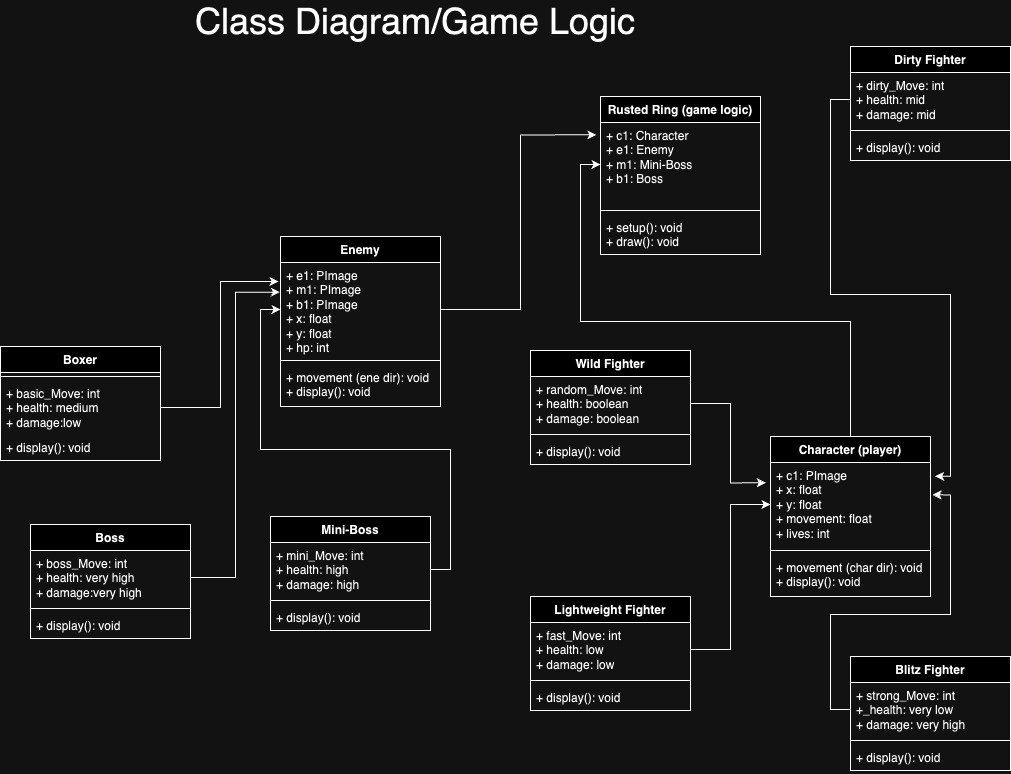 Class Diagram/Game Logic
Dirty Fighter
+ dirty_Move: int
+ health: mid
+ damage: mid
+ display(): void
Rusted Ring (game logic)
+ c1: Character
+ e1: Enemy
+ m1: Mini-Boss
+ b1: Boss
+ setup(): void
+ draw(): void
Enemy
+ e1: PImage
+ m1: PImage
+ b1: PImage
+ x: float
+ y: float
+ hp: int
+ movement (ene dir): void
+ display(): void
Boxer
+ basic_Move: int
+ health: medium
+ damage:low
+ display(): void
Wild Fighter
+ random_Move: int
+ health: boolean
+ damage: boolean
+ display(): void
Character (player)
+ c1: PImage
+ x: float
+ y: float
+ movement: float
+ lives: int
+ movement (char dir): void
+ display(): void
Boss
+ boss_Move: int
+ health: very high
+ damage:very high
+ display(): void
Mini-Boss
+ mini_Move: int
+ health: high
+ damage: high
+ display(): void
Lightweight Fighter
+ fast_Move: int
+ health: low
+ damage: low
+ display(): void
Blitz Fighter
+ strong_Move: int
+_health: very low
+ damage: very high
+ display(): void